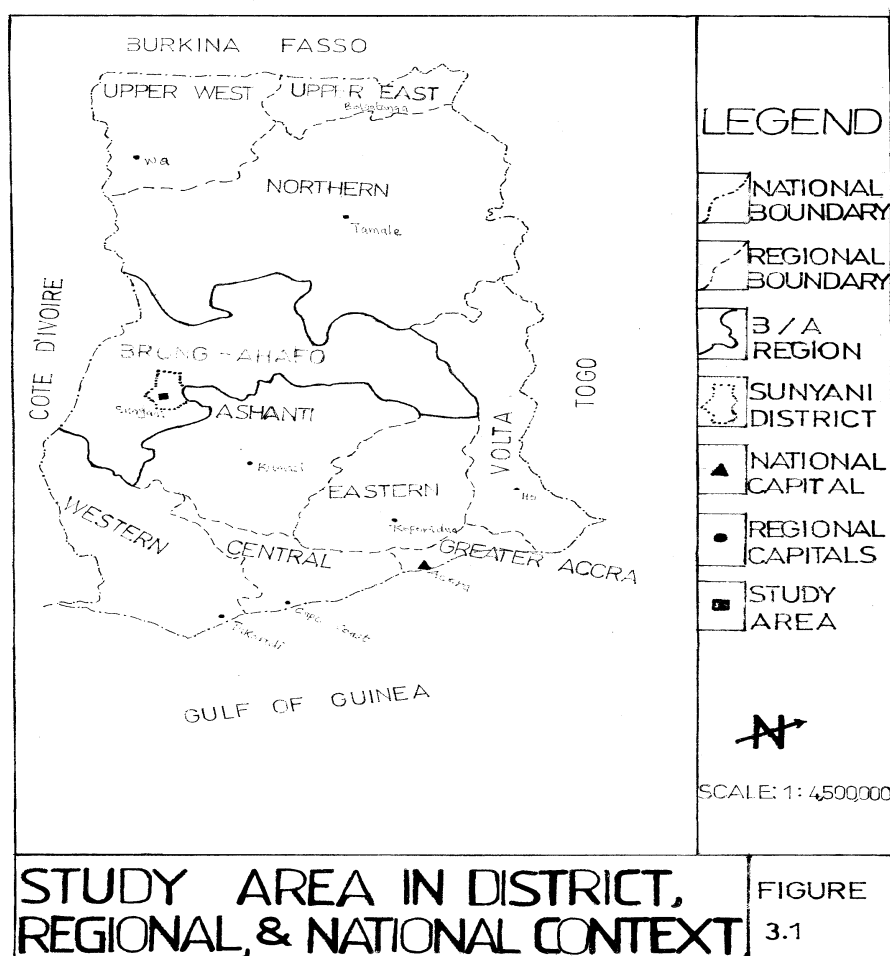 BURKINA FASSO
UPPER WEST
UPPER EAST
Bolgatanga
Wa
NORTHERN
Tamale
COTE D'IVOIRE
BRONG-AHAFO
TOGO
Sunyani
ASHANTI
VOLTA
Kumasi
EASTERN
Ho
WESTERN
Koforidua
CENTRAL
GREATER ACCRA
Accra
Cape Coast
Takoradi
GULF OF GUINEA
LEGEND
NATIONAL
BOUNDARY
REGIONAL
BOUNDARY
B/A
REGION
SUNYANI
DISTRICT
NATIONAL
CAPITAL
REGIONAL
CAPITALS
STUDY
AREA
N
SCALE: 1:4,500,000
STUDY AREA IN DISTRICT,
REGIONAL, & NATIONAL CONTEXT
FIGURE
3.1